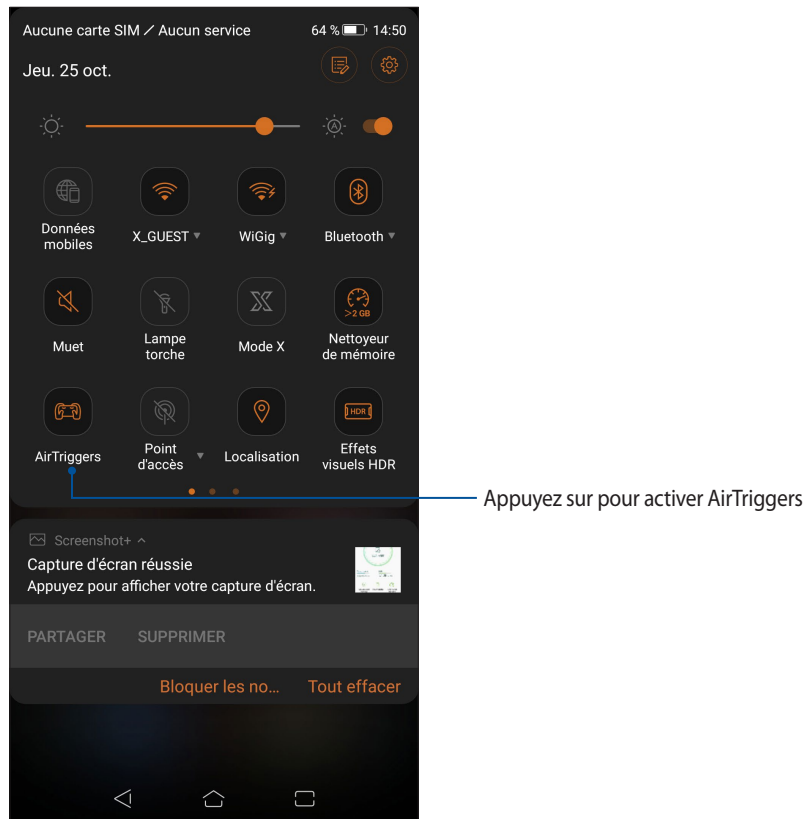 Aucune carte SIM / Aucun service 64 % 14:50
Jeu. 25 oct.
A
Données
mobiles
X_GUEST
WiGig
Bluetooth
>2 GB
Muet
Lampe
torche
Mode X
Nettoyeur
de mémoire
HDR
AirTriggers
Point
d'accès
Localisation
Effets
visuels HDR
Appuyez sur pour activer AirTriggers
Screenshot+
Capture d'écran réussie
Appuyez pour afficher votre capture d'écran.
PARTAGER SUPPRIMER
Bloquer les no... Tout effacer